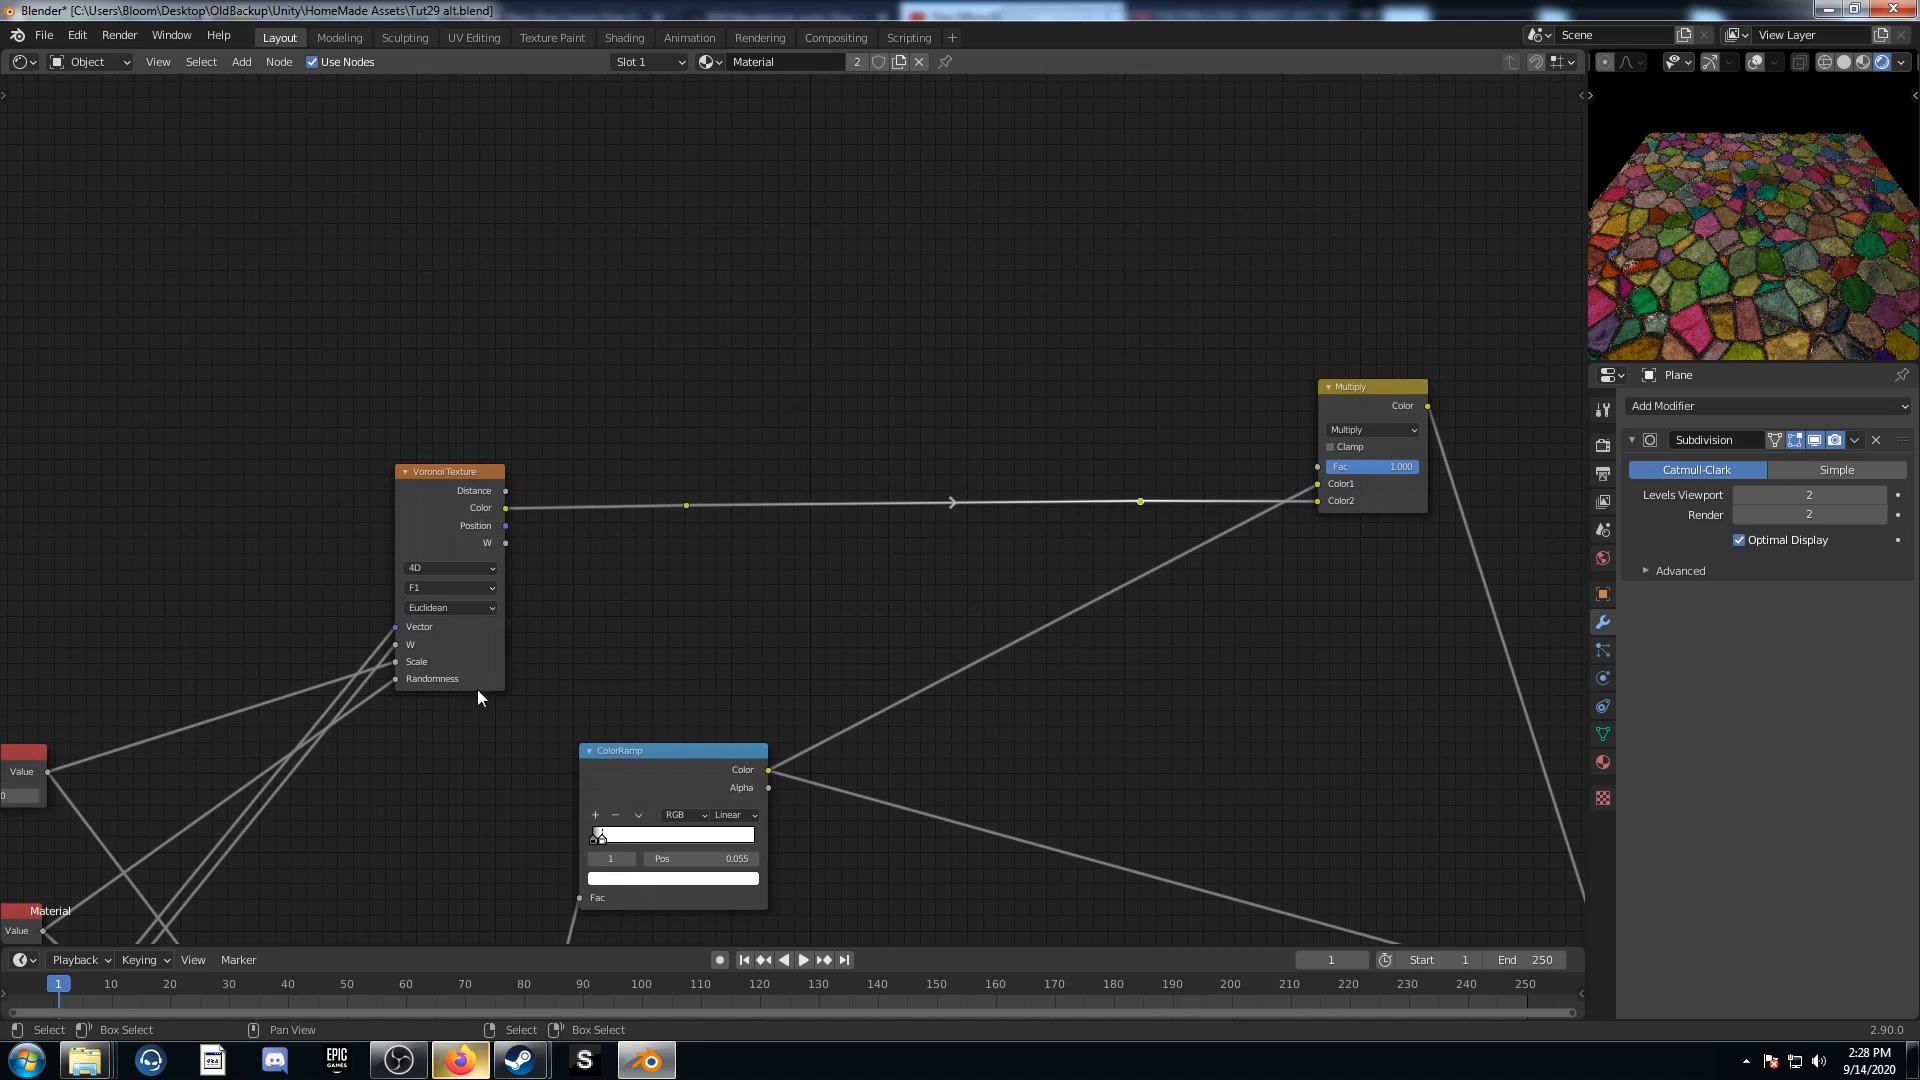 Blender* [C:\Users\Bloom\Desktop\OldBackup\Unity\HomeMade Assets\Tut29 alt.blend]
File Edit Render Window Help Layout Modeling Sculpting UV Editing Texture Paint Shading Animation Rendering Compositing Scripting + Scene View Layer
Object View Select Add Node Use Nodes Slot 1 Material 2
Plane
Multiply
Color
Add Modifier
Multiply
Clamp
Subdivision
Fac 1.000
Catmull-Clark Simple
Color1
Color2
Levels Viewport 2
Render 2
Optimal Display
Advanced
Voronoi Texture
Distance
Color
Position
W
4D
F1
Euclidean
Vector
W
Scale
Randomness
ColorRamp
Color
Alpha
RGB Linear
1 Pos 0.055
Fac
Value
0
Material
Value
Playback Keying View Marker 1 Start 1 End 250
1 10 20 30 40 50 60 70 80 90 100 110 120 130 140 150 160 170 180 190 200 210 220 230 240 250
Select Box Select Pan View Select Box Select 2.90.0
EPIC GAMES
S
2:28 PM
9/14/2020